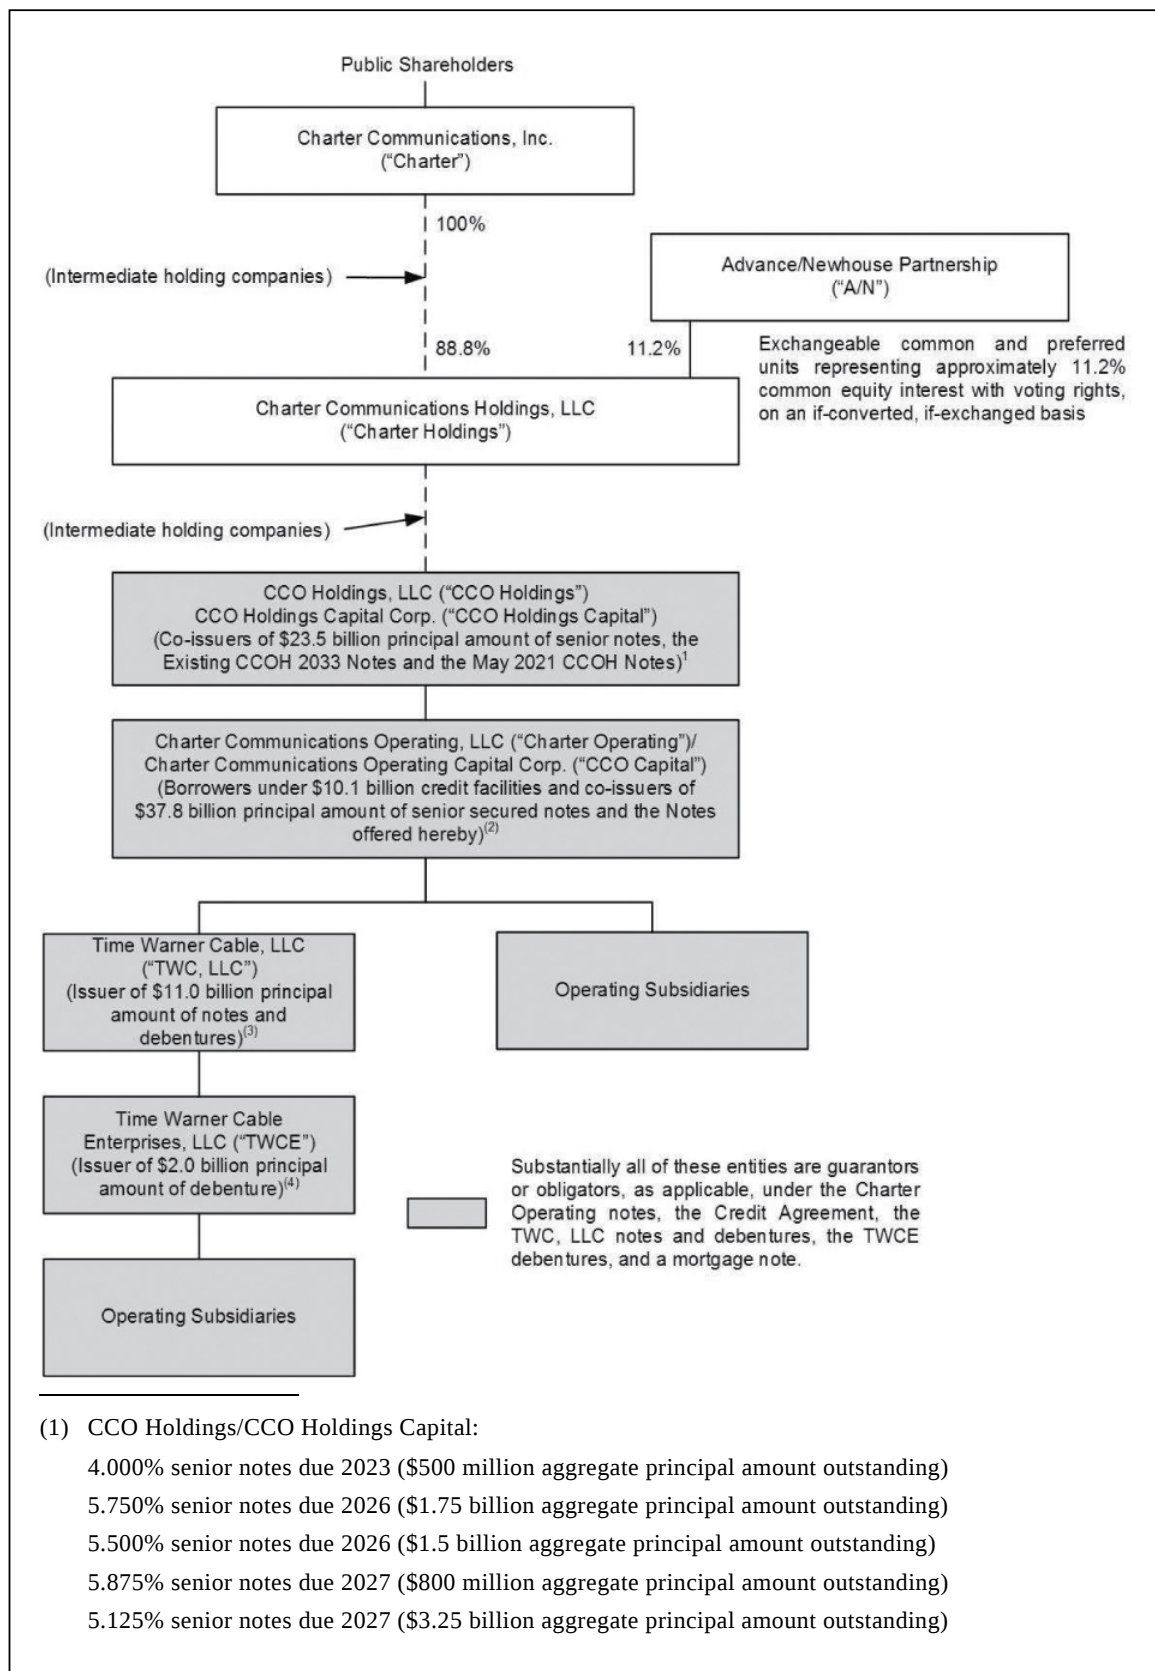 Public Shareholders
Charter Communications, Inc.
(“Charter”)
100%
(Intermediate holding companies)
Advance/Newhouse Partnership
(“A/N”)
88.8%
11.2%
Exchangeable common and preferred
units representing approximately 11.2%
common equity interest with voting rights,
on an if-converted, if-exchanged basis
Charter Communications Holdings, LLC
(“Charter Holdings”)
(Intermediate holding companies)
CCO Holdings, LLC (“CCO Holdings”)
CCO Holdings Capital Corp. (“CCO Holdings Capital”)
(Co-issuers of $23.5 billion principal amount of senior notes, the
Existing CCOH 2033 Notes and the May 2021 CCOH Notes)1
Charter Communications Operating, LLC (“Charter Operating”)/
Charter Communications Operating Capital Corp. (“CCO Capital”)
(Borrowers under $10.1 billion credit facilities and co-issuers of
$37.8 billion principal amount of senior secured notes and the Notes
offered hereby)(2)
Time Warner Cable, LLC
(“TWC, LLC”)
(Issuer of $11.0 billion principal
amount of notes and
debentures)(3)
Operating Subsidiaries
Time Warner Cable
Enterprises, LLC (“TWCE”)
(Issuer of $2.0 billion principal
amount of debenture)(4)
Substantially all of these entities are guarantors
or obligators, as applicable, under the Charter
Operating notes, the Credit Agreement, the
TWC, LLC notes and debentures, the TWCE
debentures, and a mortgage note.
Operating Subsidiaries
(1) CCO Holdings/CCO Holdings Capital:
4.000% senior notes due 2023 ($500 million aggregate principal amount outstanding)
5.750% senior notes due 2026 ($1.75 billion aggregate principal amount outstanding)
5.500% senior notes due 2026 ($1.5 billion aggregate principal amount outstanding)
5.875% senior notes due 2027 ($800 million aggregate principal amount outstanding)
5.125% senior notes due 2027 ($3.25 billion aggregate principal amount outstanding)